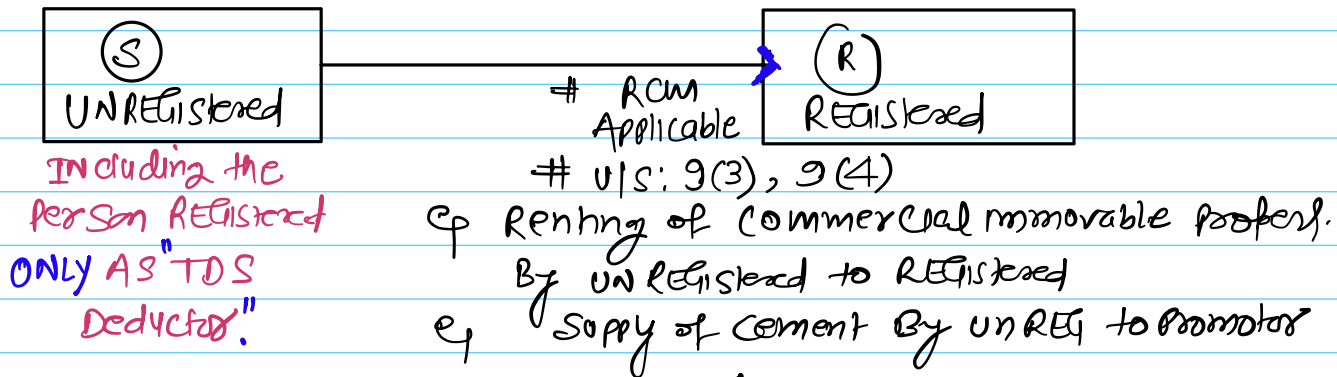 S
R
UNREGistered
REGIStered
# RCM
Applicable
INcluding the
Person REGIStered
ONLY AS "TDS
Deductor."
# U/S: 9(3), 9(4)
eg Renting of Commercial immovable Propert.
By UNREGIStered to REGIStered
eg Suppy of Cement By UnREG to Promotor